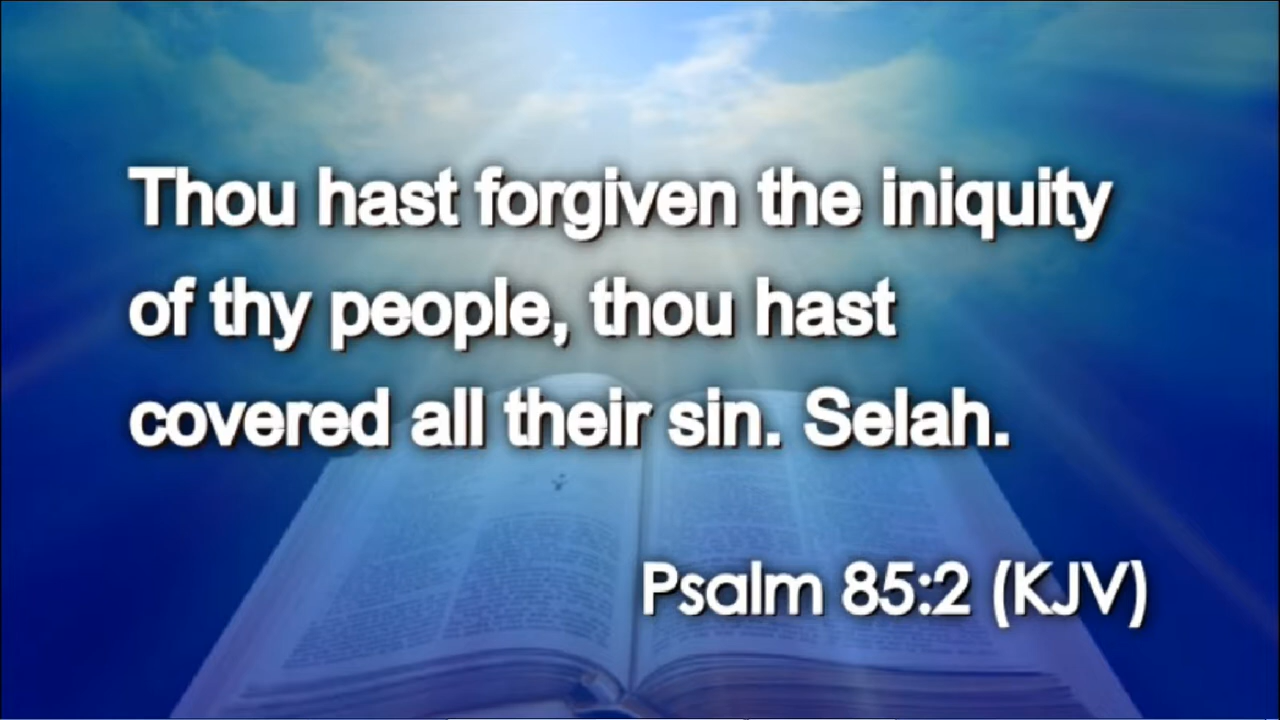 Thou hast forgiven the iniquity
of thy people, thou hast
covered all their sin. Selah.
Psalm 85:2 (KJV)